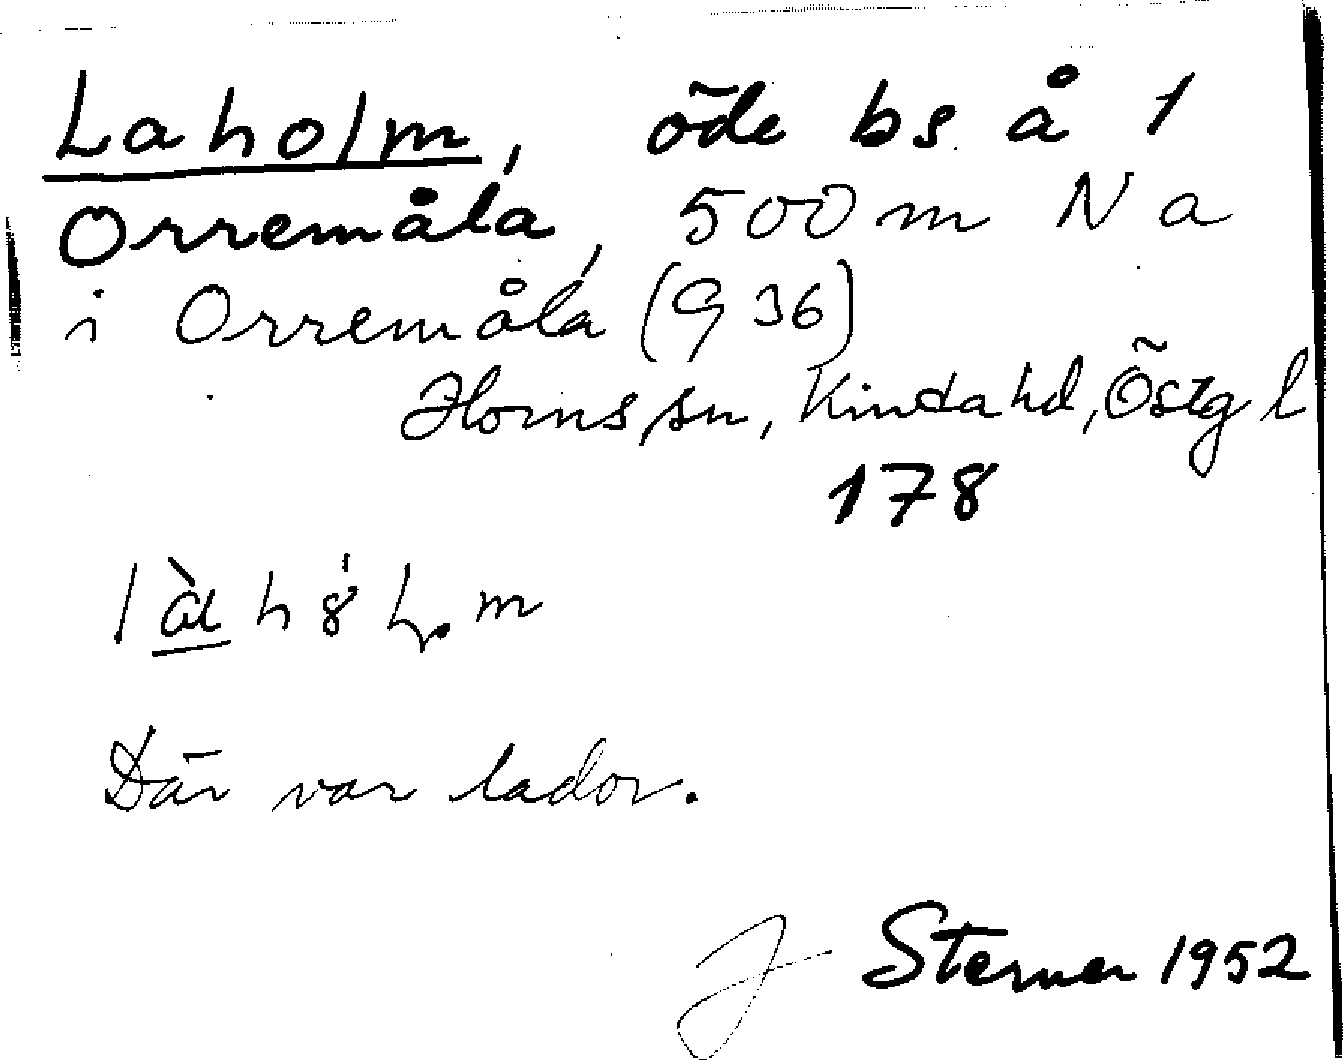 Laholm, öde bs. å 1
Orremåla, 500 m N a
i Orremåla (G 36)
Horns sn, Kinda hd, Östg l
178
Där var lador.
J Sterner 1952